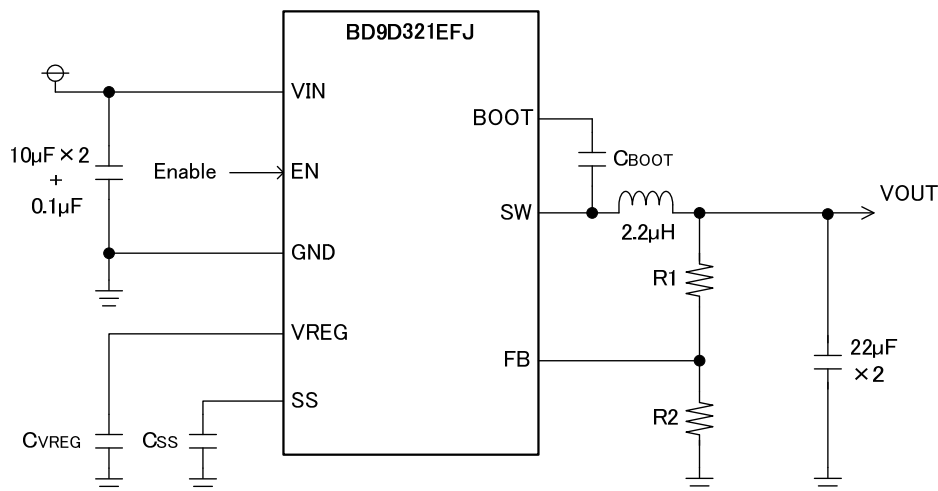 BD9D321EFJ
VIN
BOOT
10µF×2
+
0.1µF
Enable
EN
CBOOT
SW
VOUT
2.2µH
GND
R1
VREG
FB
22µF
×2
SS
R2
CVREG
CSS